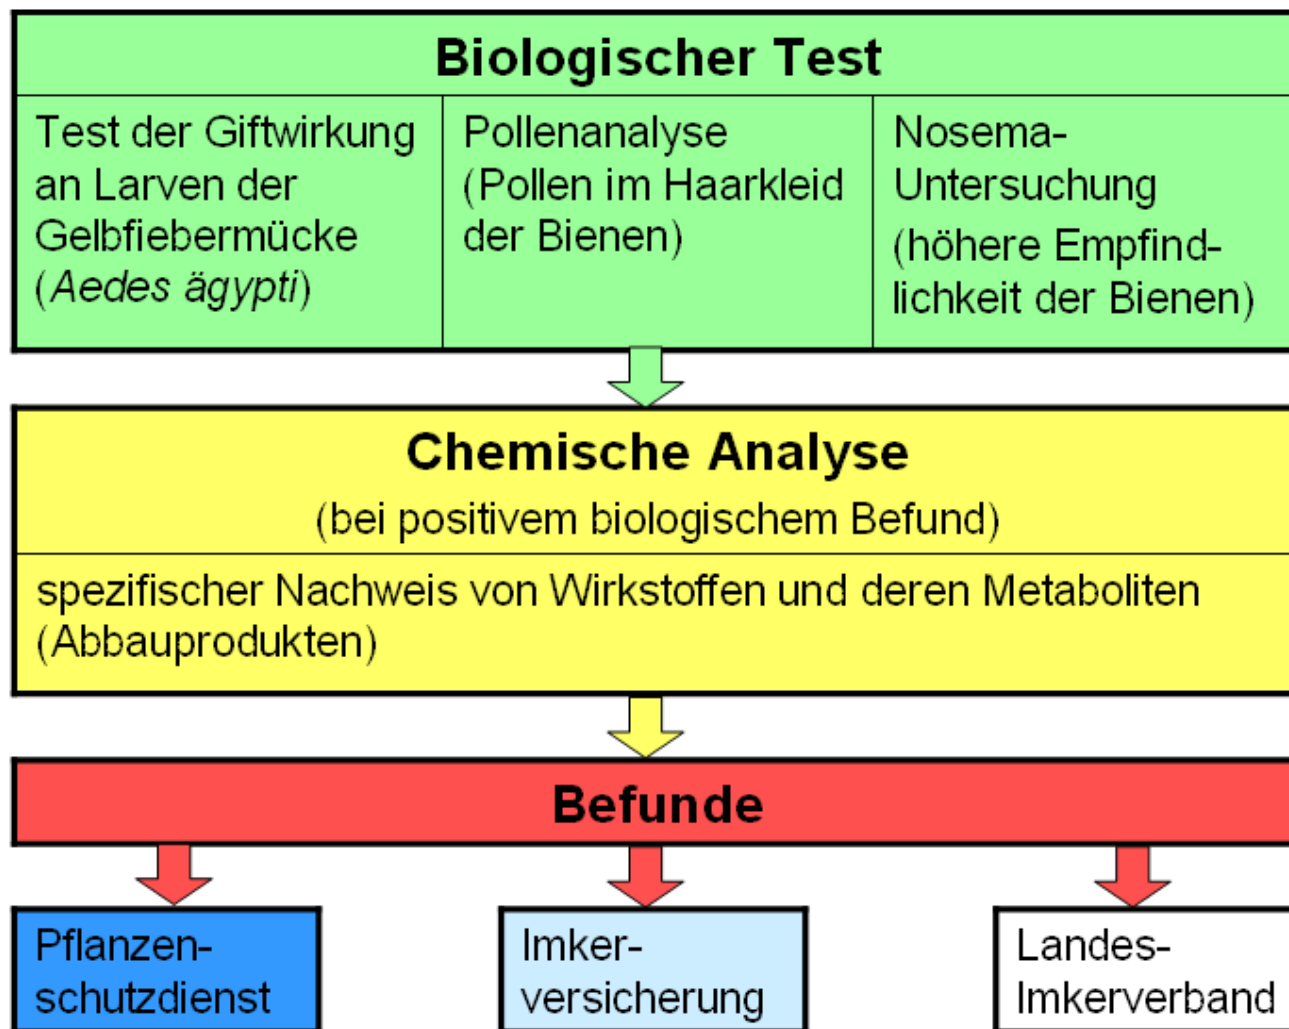 Biologischer Test
Test der Giftwirkung
an Larven der
Gelbfiebermücke
(Aedes ägypti)
Pollenanalyse
(Pollen im Haarkleid
der Bienen)
Nosema-
Untersuchung
(höhere Empfind-
lichkeit der Bienen)
Chemische Analyse
(bei positivem biologischem Befund)
spezifischer Nachweis von Wirkstoffen und deren Metaboliten
(Abbauprodukten)
Befunde
Pflanzen-
schutzdienst
Imker-
versicherung
Landes-
Imkerverband